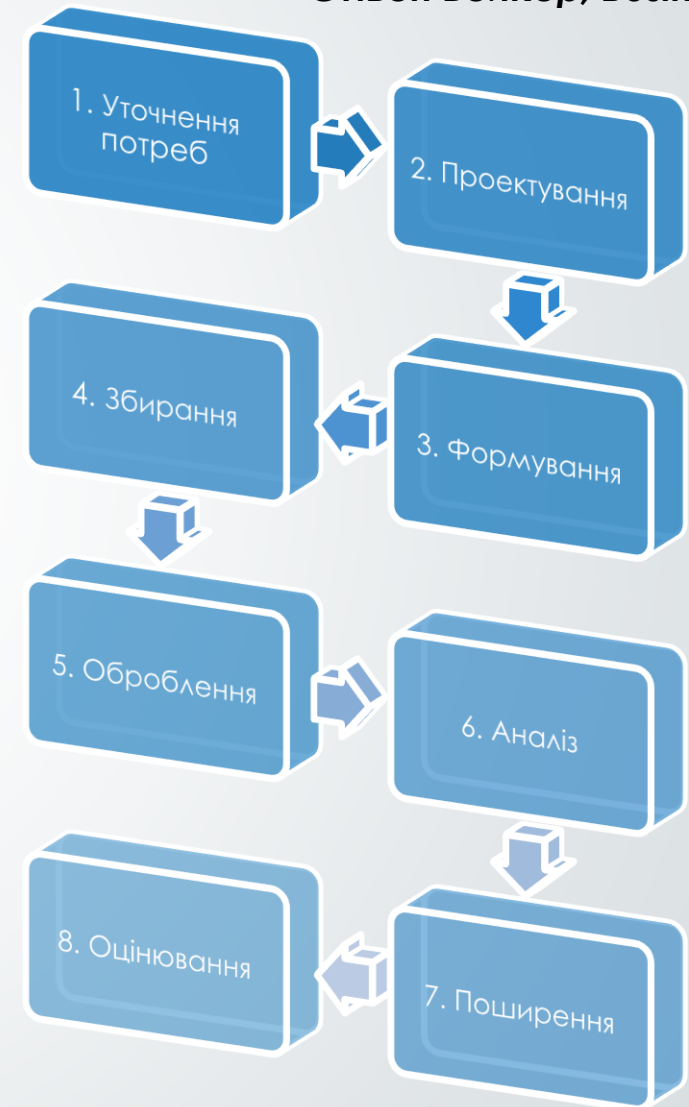 1. Уточнення
потреб
2. Проектування
3. Формування
4. Збирання
5. Оброблення
6. Аналіз
7. Поширення
8. Оцінювання